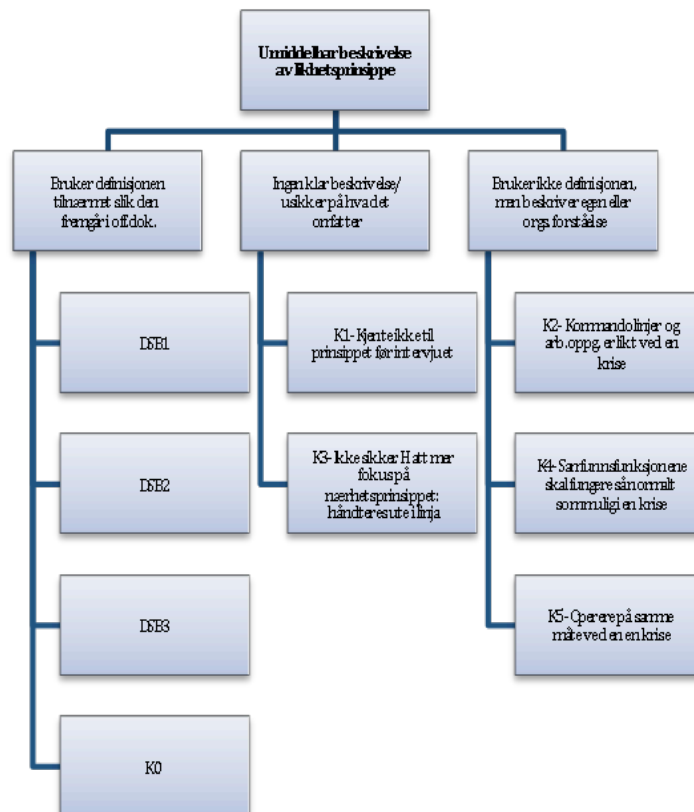 Umiddelbar beskrivelse
av likhetsprinsippe
Bruker definisjonen
tilnærmet slik den
fremgår i off.dok.
Ingen klar beskrivelse/
usikker på hva det
omfatter
Bruker ikke definisjonen,
men beskriver egen eller
orgs. forståelse
DSB1
DSB2
DSB3
K0
K1- Kjente ikke til
prinsippet før intervjuet
K3- Ikke sikker. Hatt mer
fokus på
nærhetsprinsippet:
håndteres ute i linja
K2- Kommandolinjer og
arb.oppg. er likt ved en
krise
K4- Samfunnsfunksjonene
skal fungere så normalt
som mulig i en krise
K5- Operere på samme
måte ved en en krise